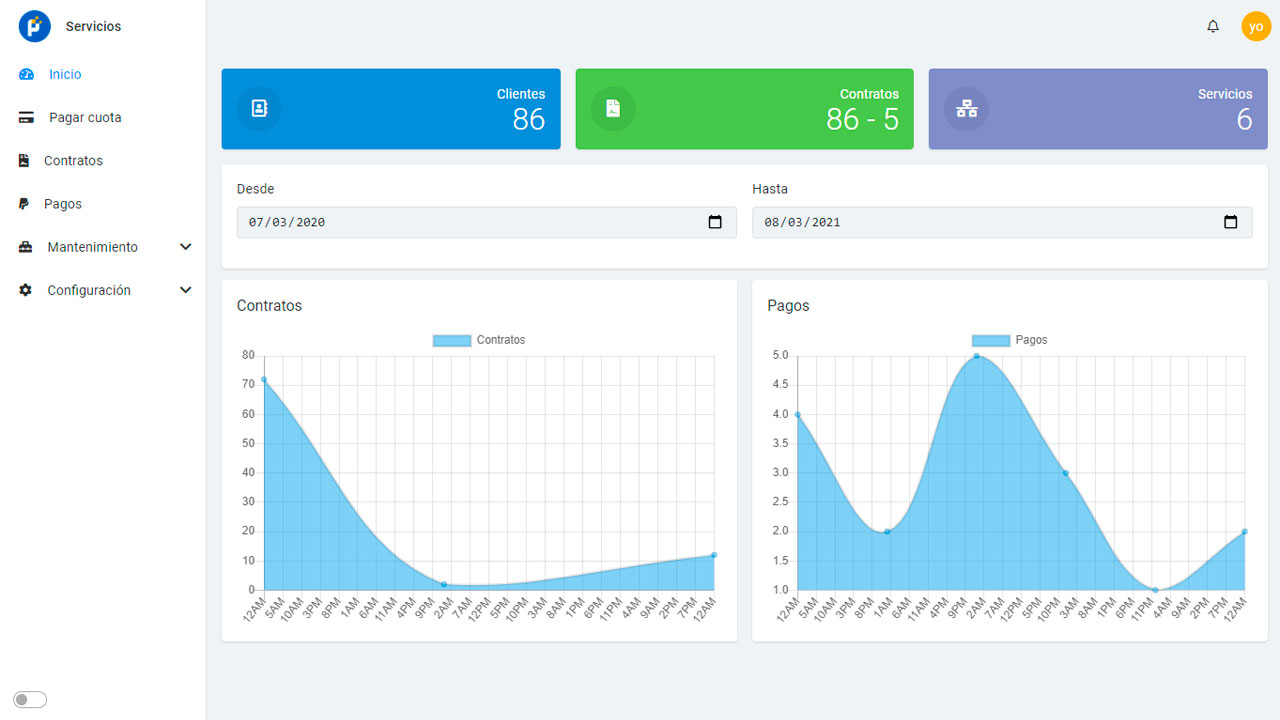 Servicios
yo
Inicio
Pagar cuota
Contratos
Pagos
Mantenimiento
Configuración
Clientes
86
Contratos
86 - 5
Servicios
6
Desde
07/03/2020
Hasta
08/03/2021
Contratos
Contratos
80
70
60
50
40
30
20
10
0
12AM 5AM 10AM 3PM 8PM 1AM 6AM 11AM 4PM 9PM 2AM 7AM 12PM 5PM 10PM 3AM 8AM 1PM 6PM 11PM 4AM 9AM 2PM 7PM 12AM
Pagos
Pagos
5.0
4.5
4.0
3.5
3.0
2.5
2.0
1.5
1.0
12AM 5AM 10AM 3PM 8PM 1AM 6AM 11AM 4PM 9PM 2AM 7AM 12PM 5PM 10PM 3AM 8AM 1PM 6PM 11PM 4AM 9AM 2PM 7PM 12AM